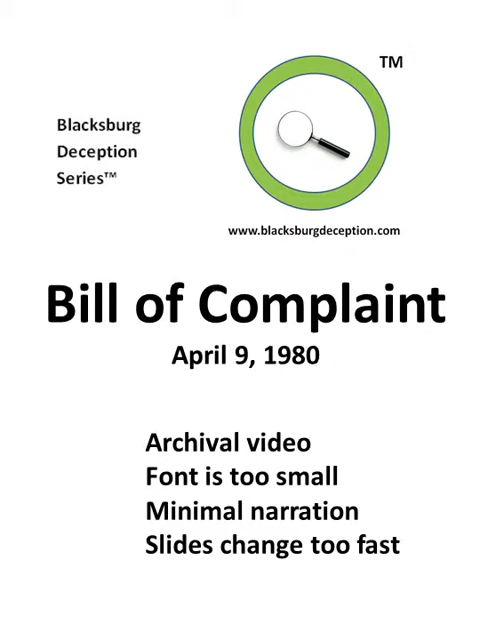 TM
Blacksburg
Deception
Series™
www.blacksburgdeception.com
Bill of Complaint
April 9, 1980
Archival video
Font is too small
Minimal narration
Slides change too fast